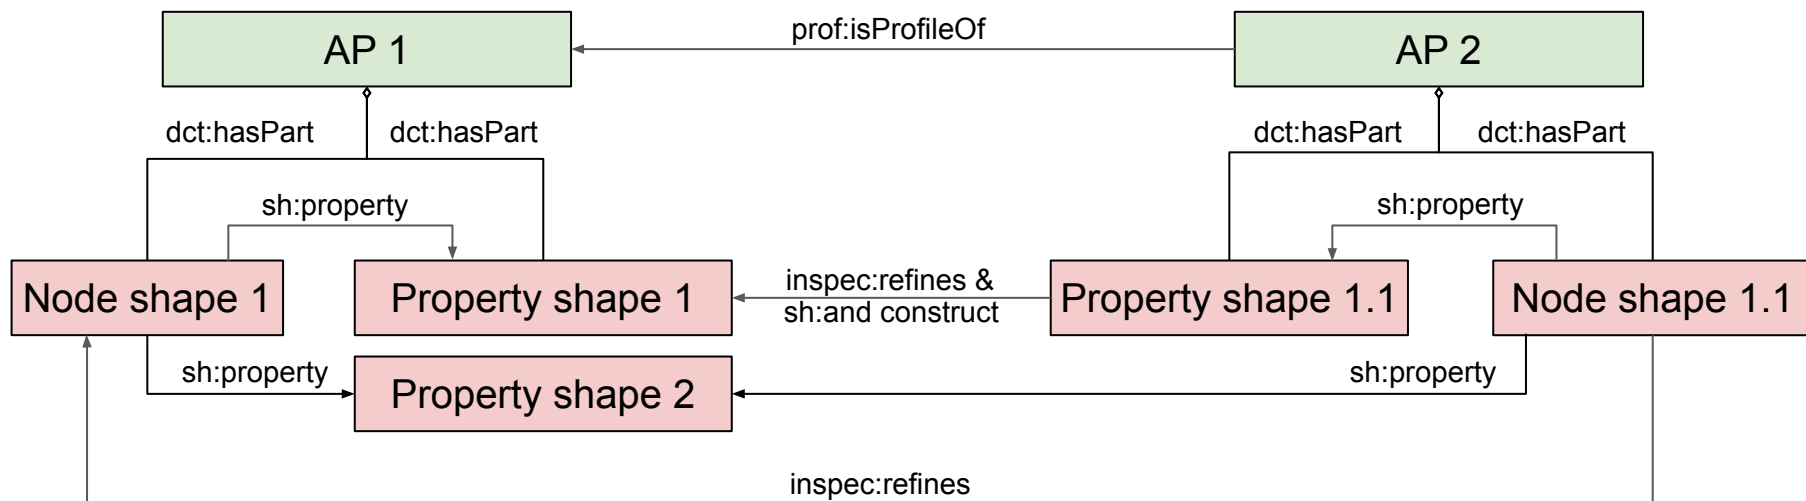 prof:isProfileOf
AP 1
AP 2
dct:hasPart
dct:hasPart
dct:hasPart
dct:hasPart
sh:property
sh:property
Node shape 1
Property shape 1
inspec:refines &
sh:and construct
Property shape 1.1
Node shape 1.1
sh:property
Property shape 2
sh:property
inspec:refines